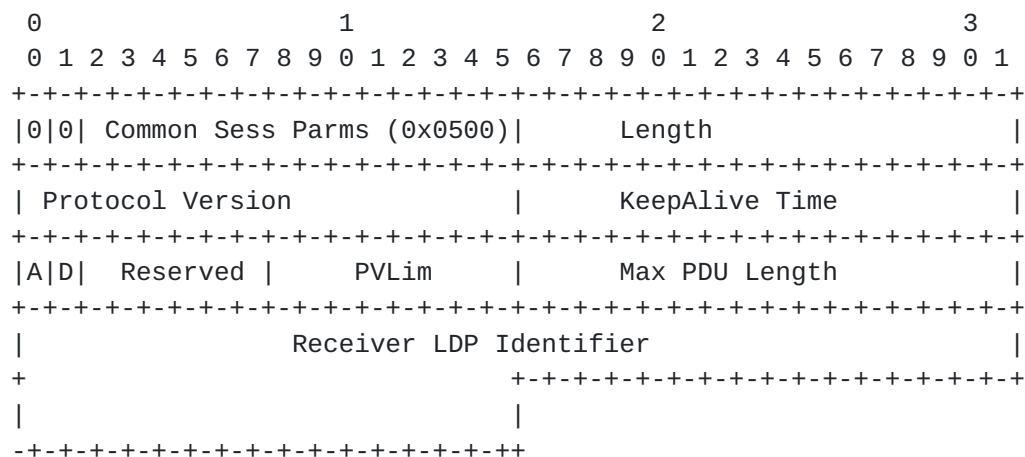 0                   1                   2                   3
 0 1 2 3 4 5 6 7 8 9 0 1 2 3 4 5 6 7 8 9 0 1 2 3 4 5 6 7 8 9 0 1
+-+-+-+-+-+-+-+-+-+-+-+-+-+-+-+-+-+-+-+-+-+-+-+-+-+-+-+-+-+-+-+-+
|0|0| Common Sess Parms (0x0500)|      Length                   |
+-+-+-+-+-+-+-+-+-+-+-+-+-+-+-+-+-+-+-+-+-+-+-+-+-+-+-+-+-+-+-+-+
| Protocol Version              |      KeepAlive Time           |
+-+-+-+-+-+-+-+-+-+-+-+-+-+-+-+-+-+-+-+-+-+-+-+-+-+-+-+-+-+-+-+-+
|A|D|  Reserved |     PVLim     |      Max PDU Length           |
+-+-+-+-+-+-+-+-+-+-+-+-+-+-+-+-+-+-+-+-+-+-+-+-+-+-+-+-+-+-+-+-+
|                 Receiver LDP Identifier                       |
+                               +-+-+-+-+-+-+-+-+-+-+-+-+-+-+-+-+
|                               |
-+-+-+-+-+-+-+-+-+-+-+-+-+-+-+-++